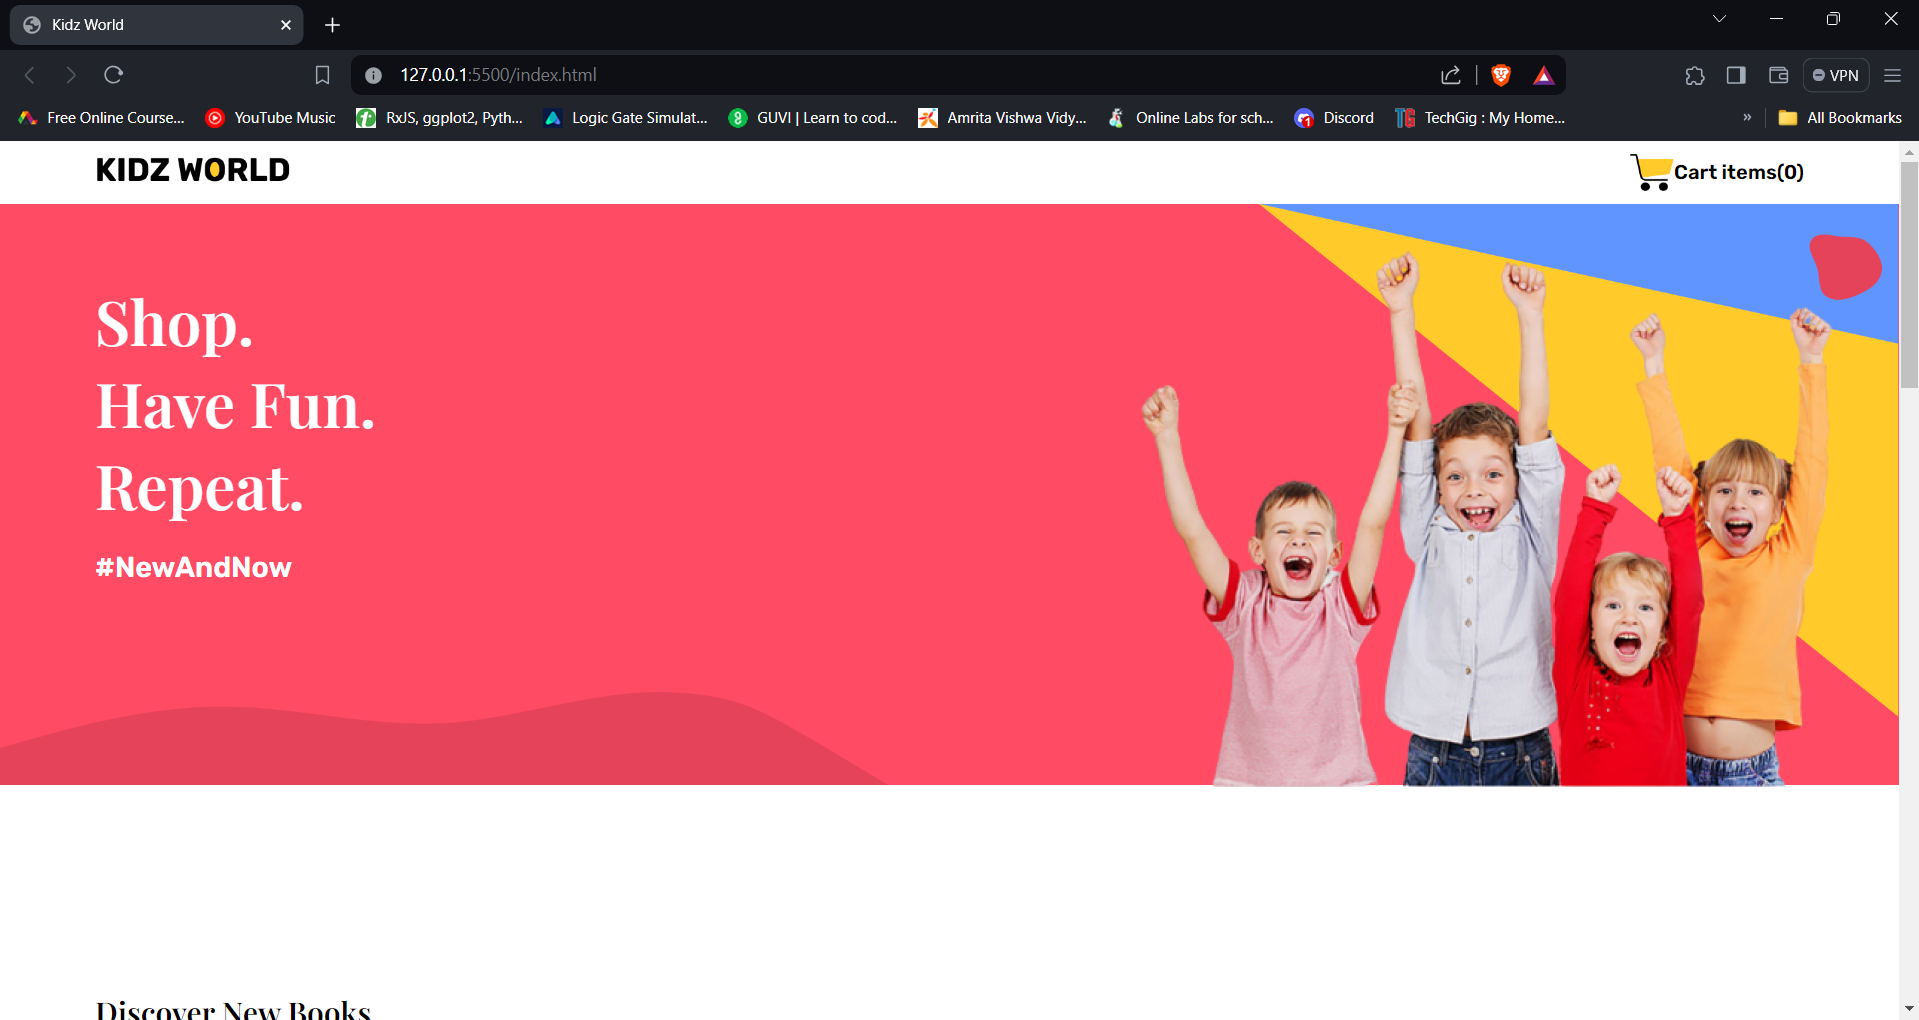 Kidz World
127.0.0.1:5500/index.html
VPN
Free Online Course... YouTube Music RxJS, ggplot2, Pyth... Logic Gate Simulat... GUVI | Learn to cod... Amrita Vishwa Vidy... Online Labs for sch... Discord TechGig : My Home... » All Bookmarks
KIDZ WORLD
Cart items(0)
Shop.
Have Fun.
Repeat.
#NewAndNow
Discover New Books